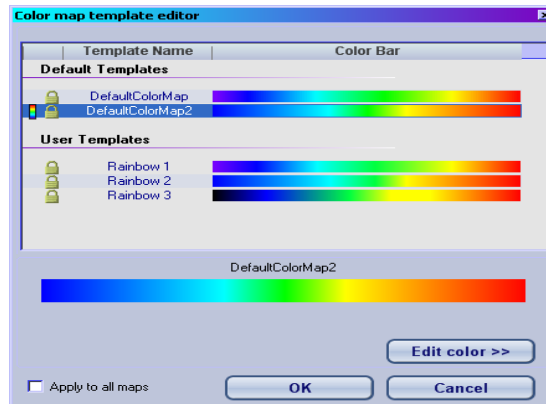 Color map template editor
Template Name Color Bar
Default Templates
DefaultColorMap
DefaultColorMap2
User Templates
Rainbow 1
Rainbow 2
Rainbow 3
DefaultColorMap2
Edit color >>
Apply to all maps OK Cancel